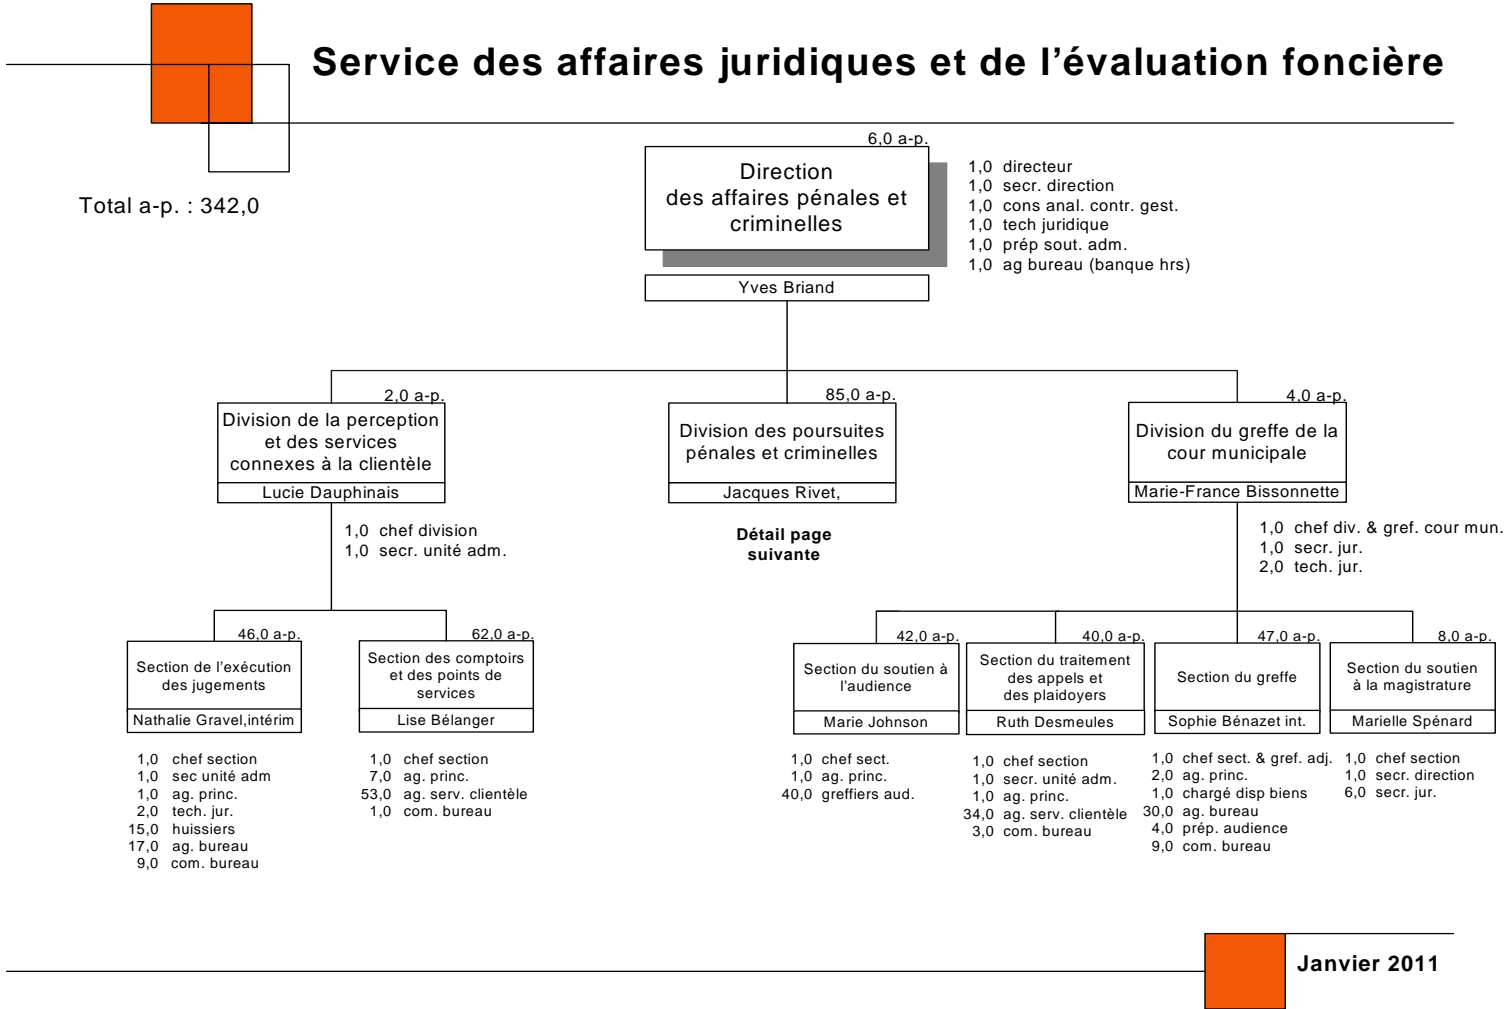 Service des affaires juridiques et de l'évaluation foncière
Total a-p. : 342,0
6,0 a-p.
Direction
des affaires pénales et
criminelles
Yves Briand
1,0 directeur
1,0 secr. direction
1,0 cons anal. contr. gest.
1,0 tech juridique
1,0 prép sout. adm.
1,0 ag bureau (banque hrs)
2,0 a-p.
Division de la perception
et des services
connexes à la clientèle
Lucie Dauphinais
1,0 chef division
1,0 secr. unité adm.
85,0 a-p.
Division des poursuites
pénales et criminelles
Jacques Rivet,
Détail page
suivante
4,0 a-p.
Division du greffe de la
cour municipale
Marie-France Bissonnette
1,0 chef div. & gref. cour mun.
1,0 secr. jur.
2,0 tech. jur.
46,0 a-p.
Section de l'exécution
des jugements
Nathalie Gravel,intérim
1,0 chef section
1,0 sec unité adm
1,0 ag. princ.
2,0 tech. jur.
15,0 huissiers
17,0 ag. bureau
9,0 com. bureau
62,0 a-p.
Section des comptoirs
et des points de
services
Lise Bélanger
1,0 chef section
7,0 ag. princ.
53,0 ag. serv. clientèle
1,0 com. bureau
42,0 a-p.
Section du soutien à
l'audience
Marie Johnson
1,0 chef sect.
1,0 ag. princ.
40,0 greffiers aud.
40,0 a-p.
Section du traitement
des appels et
des plaidoyers
Ruth Desmeules
1,0 chef section
1,0 secr. unité adm.
1,0 ag. princ.
34,0 ag. serv. clientèle
3,0 com. bureau
47,0 a-p.
Section du greffe
Sophie Bénazet int.
1,0 chef sect. & gref. adj.
2,0 ag. princ.
1,0 chargé disp biens
30,0 ag. bureau
4,0 prép. audience
9,0 com. bureau
8,0 a-p.
Section du soutien
à la magistrature
Marielle Spénard
1,0 chef section
1,0 secr. direction
6,0 secr. jur.
Janvier 2011